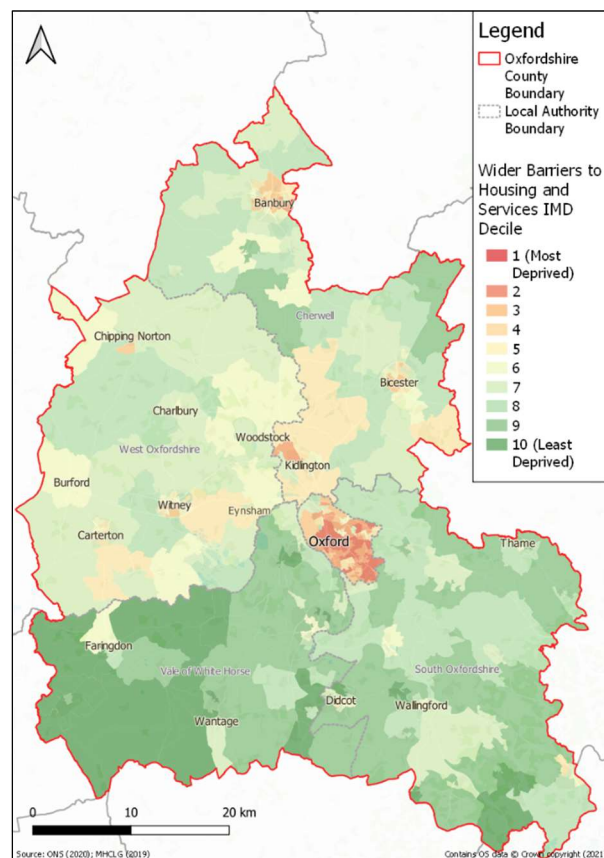 Legend
Oxfordshire
County
Boundary
Local Authority
Boundary
Wider Barriers to
Housing and
Services IMD
Decile
1 (Most
Deprived)
2
3
4
5
6
7
8
9
10 (Least
Deprived)
Banbury
Cherwell
Chipping Norton
Bicester
Charlbury
Woodstock
West Oxfordshire
Kidlington
Burford
Witney
Eynsham
Carterton
Oxford
Thame
Faringdon
Vale of White Horse
South Oxfordshire
Didcot
Wallingford
Wantage
0 10 20 km
Source: ONS (2020); MHCLG (2019)
Contains OS data © Crown copyright (2021